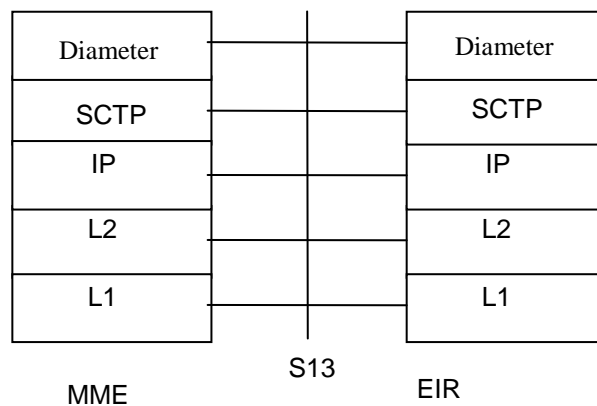 Diameter Diameter
SCTP SCTP
IP IP
L2 L2
L1 L1
S13
MME EIR